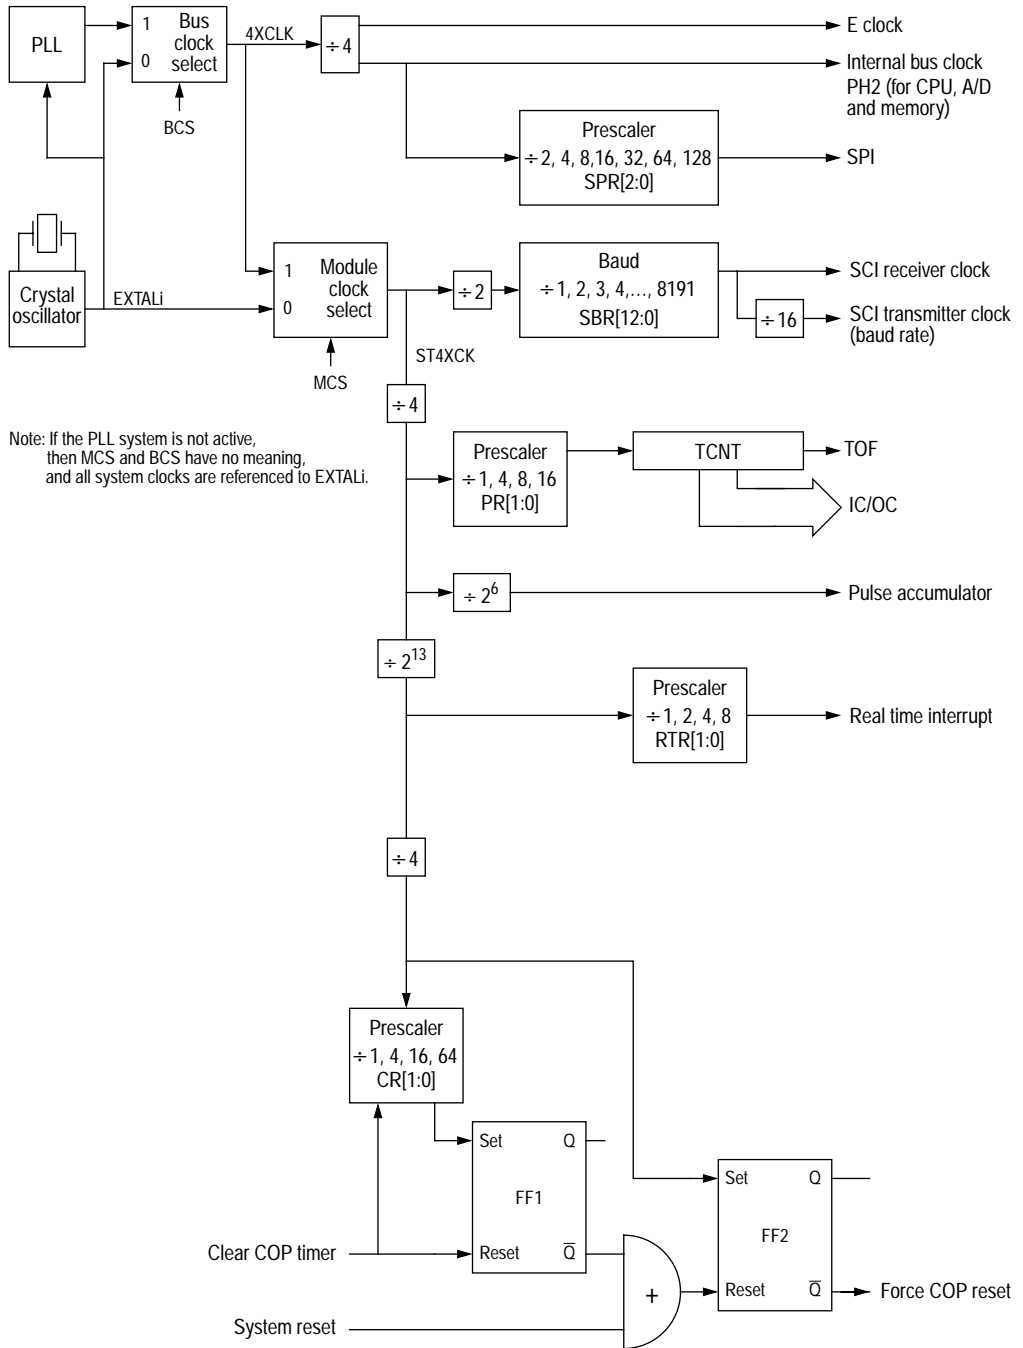 PLL
1
0
Bus
clock
select
BCS
4XCLK
÷4
E clock
Internal bus clock
PH2 (for CPU, A/D
and memory)
Prescaler
÷2, 4, 8,16, 32, 64, 128
SPR[2:0]
SPI
Crystal
oscillator
EXTALi
1
0
Module
clock
select
MCS
ST4XCK
÷2
Baud
÷1, 2, 3, 4,..., 8191
SBR[12:0]
SCI receiver clock
÷16
SCI transmitter clock
(baud rate)
÷4
Note: If the PLL system is not active,
then MCS and BCS have no meaning,
and all system clocks are referenced to EXTALi.
Prescaler
÷1, 4, 8, 16
PR[1:0]
TCNT
TOF
IC/OC
÷ 2⁶
Pulse accumulator
÷ 2¹³
Prescaler
÷1, 2, 4, 8
RTR[1:0]
Real time interrupt
÷4
Prescaler
÷1, 4, 16, 64
CR[1:0]
Set Q
FF1
Reset Q̅
Set Q
FF2
Reset Q̅
Clear COP timer
+
Force COP reset
System reset